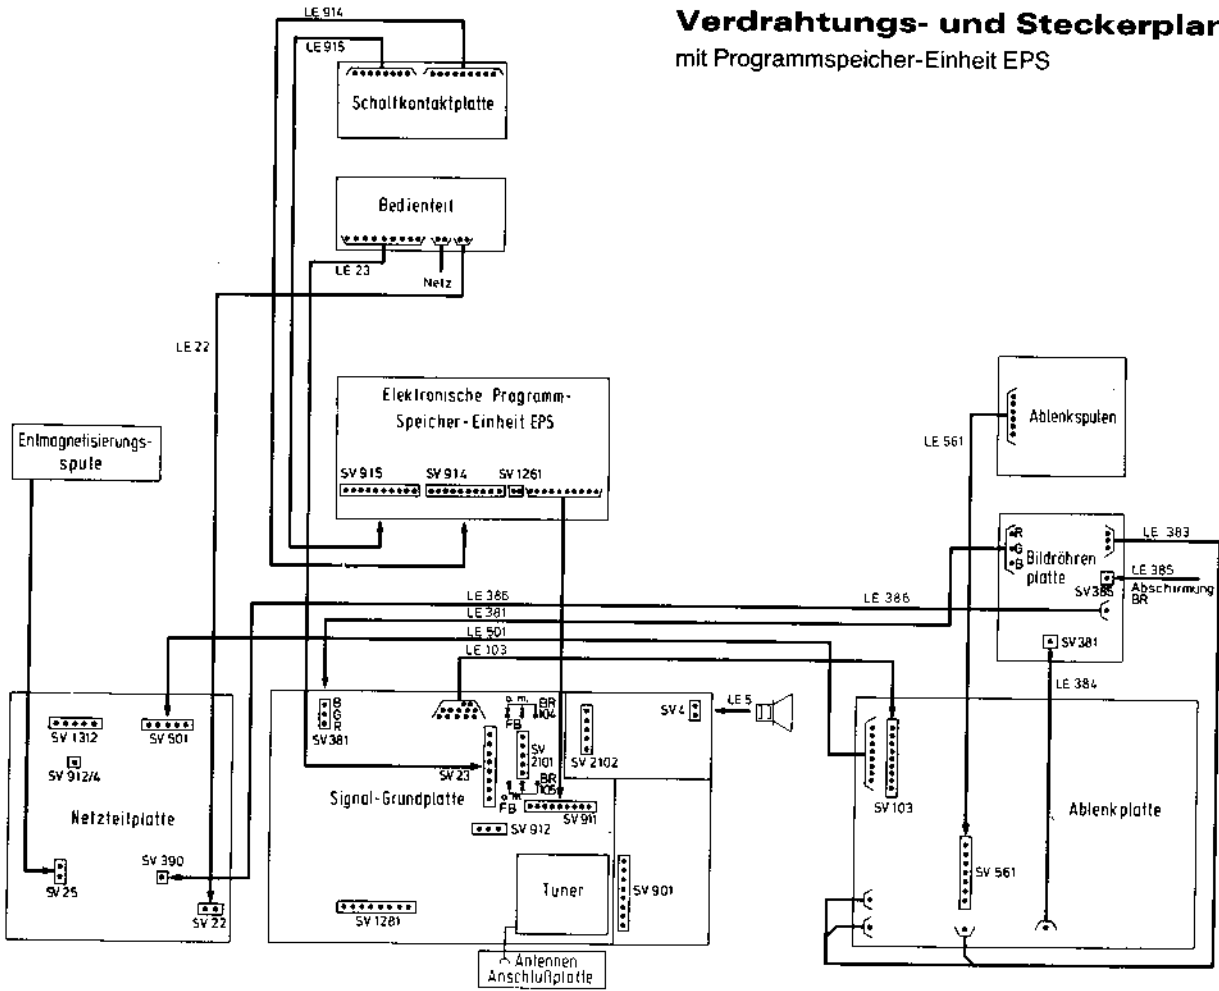 Verdrahtungs- und Steckerplan
mit Programmspeicher-Einheit EPS
LE 914
LE 915
Schaltkontaktplatte
Bedienteil
LE 23
Netz
LE 22
Elektronische Programm-
Speicher-Einheit EPS
SV 915
SV 914
SV 1261
Entmagnetisierungs-
spule
LE 561
Ablenkspulen
R
G
B
Bildröhren
platte
LE 383
LE 385
Abschirmung
BR
SV 385
SV 381
LE 384
LE 386
LE 386
LE 381
LE 501
LE 103
SV 1312
SV 501
SV 912/4
Netzteilplatte
SV 390
SV 25
SV 22
B
G
R
SV 381
o. m.
BR
104
FB
SV
2101
SV 23
BR
105
o. m.
FB
SV 911
SV 912
Signal-Grundplatte
Tuner
SV 1281
SV 901
SV 2102
SV 4
LE 5
Antennen
Anschlußplatte
SV 103
Ablenkplatte
SV 561